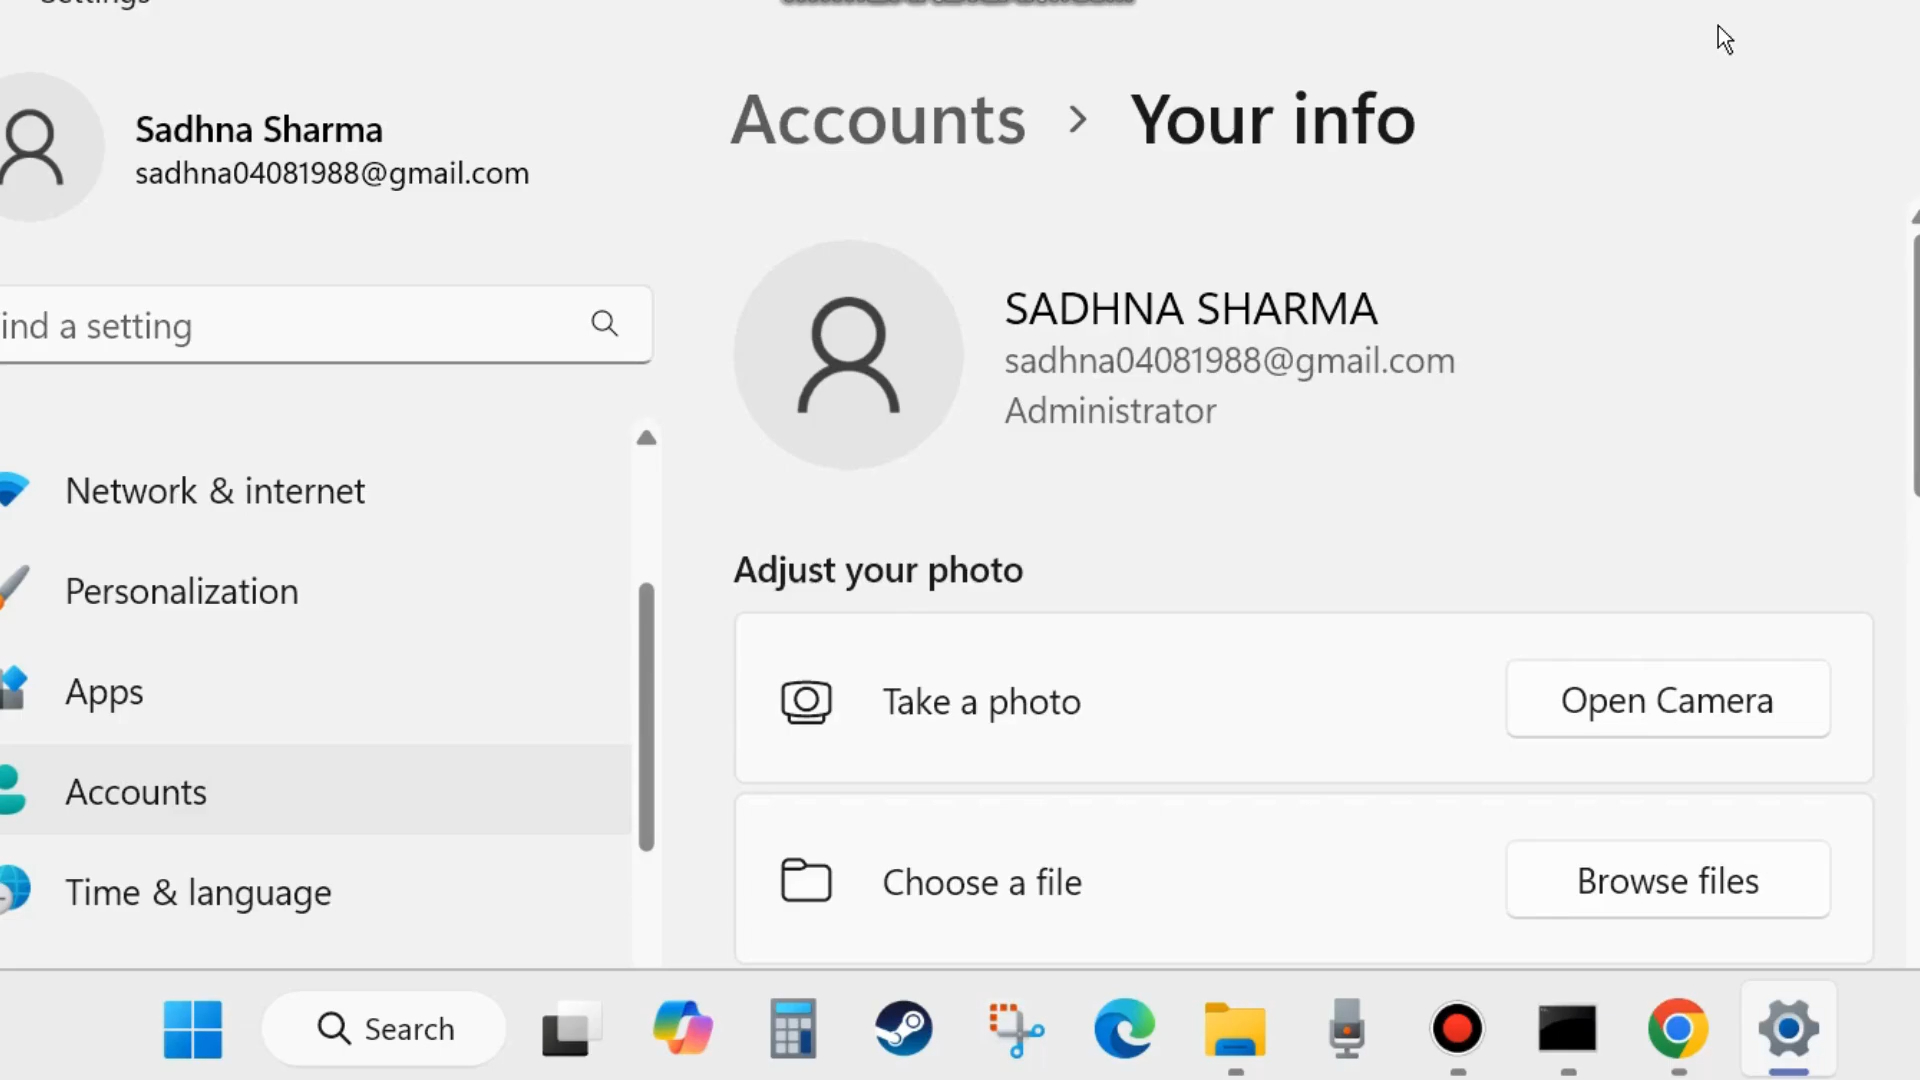 Settings
Sadhna Sharma
sadhna04081988@gmail.com
ind a setting
Network & internet
Personalization
Apps
Accounts
Time & language
Accounts > Your info
SADHNA SHARMA
sadhna04081988@gmail.com
Administrator
Adjust your photo
Take a photo
Open Camera
Choose a file
Browse files
Search